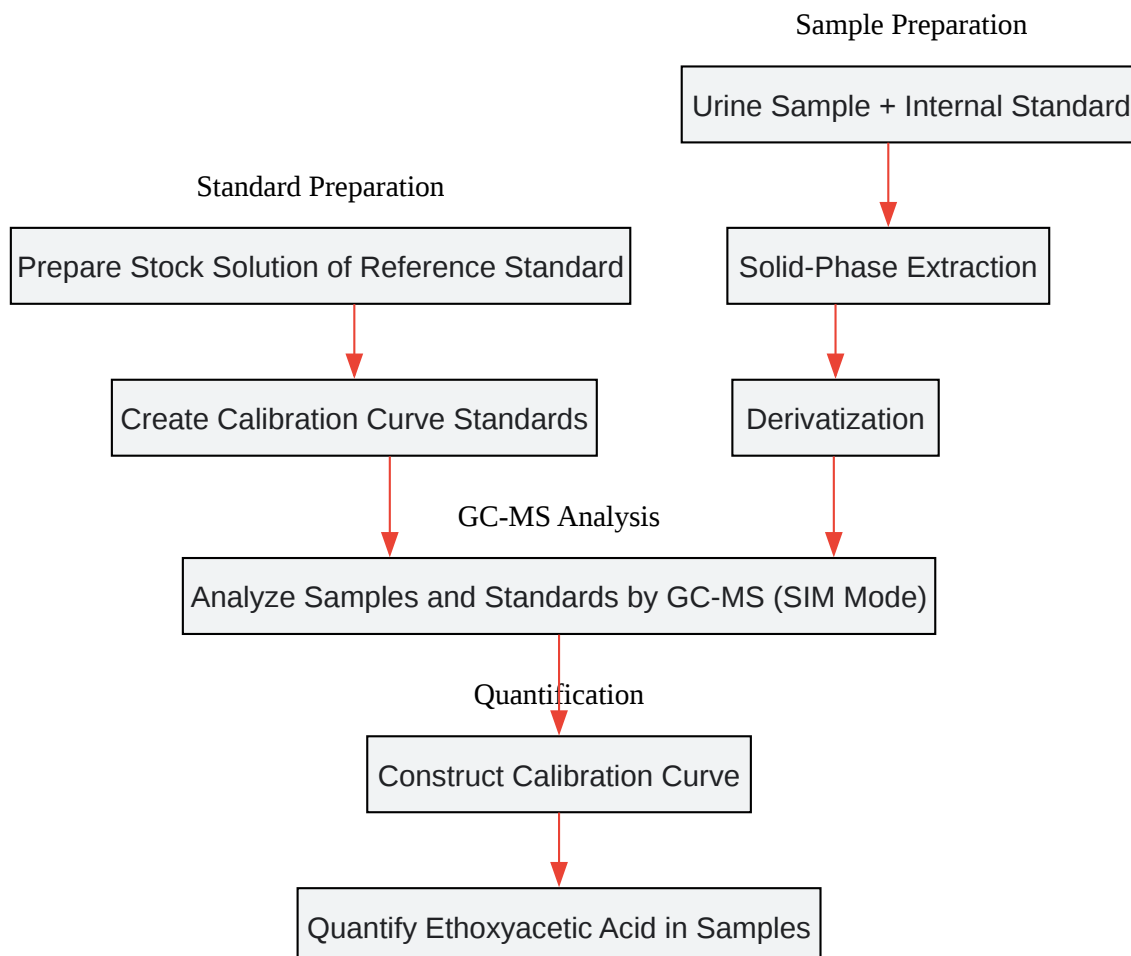 Sample Preparation
Urine Sample + Internal Standard
Standard Preparation
Prepare Stock Solution of Reference Standard
Solid-Phase Extraction
Create Calibration Curve Standards
Derivatization
GC-MS Analysis
Analyze Samples and Standards by GC-MS (SIM Mode)
Quantification
Construct Calibration Curve
Quantify Ethoxyacetic Acid in Samples